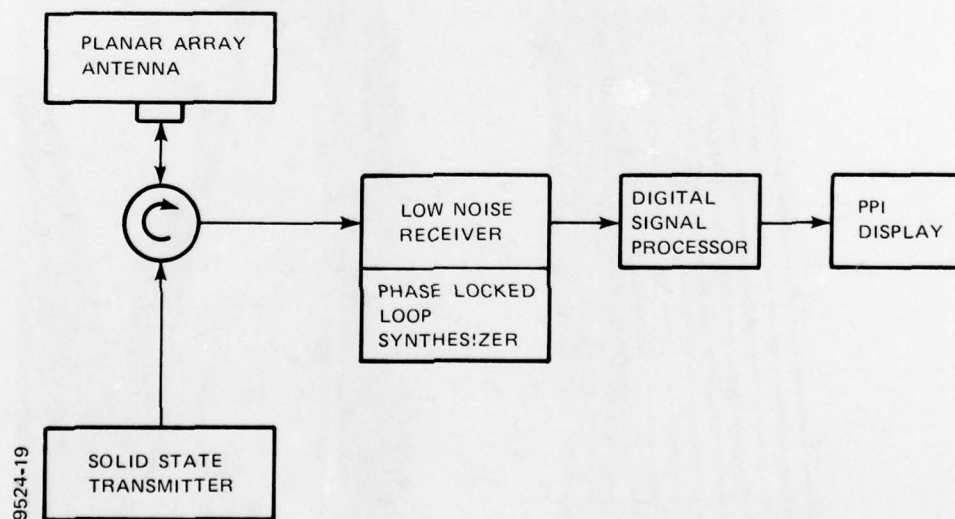 PLANAR ARRAY
ANTENNA
LOW NOISE
RECEIVER
PHASE LOCKED
LOOP
SYNTHESIZER
DIGITAL
SIGNAL
PROCESSOR
PPI
DISPLAY
SOLID STATE
TRANSMITTER
9524-19